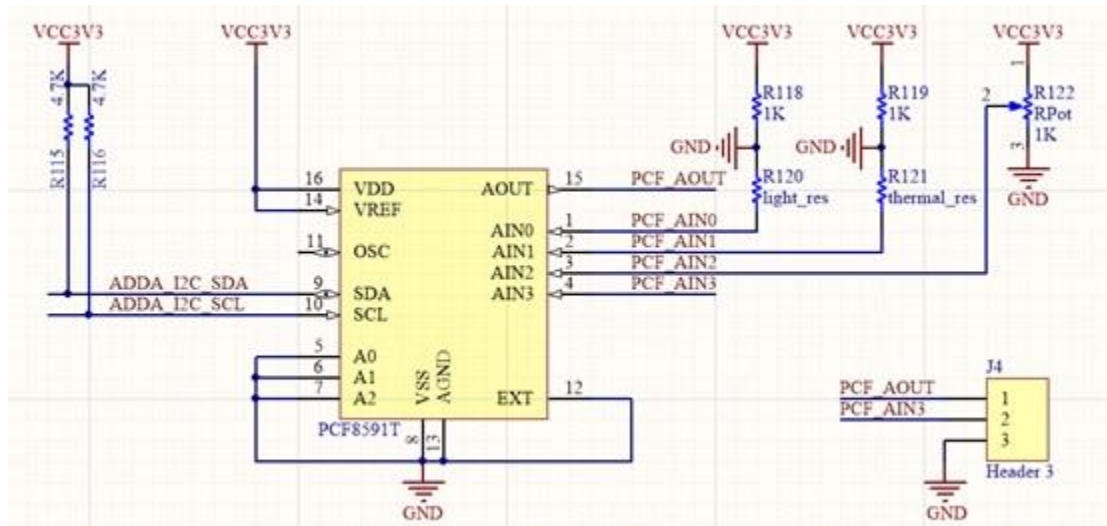 VCC3V3
VCC3V3
VCC3V3
VCC3V3
VCC3V3
4.7K
4.7K
R115
R116
R118
1K
R119
1K
1
2
R122
RPot
1K
3
GND
GND
GND
R120
light_res
R121
thermal_res
16
VDD
14
VREF
11
OSC
ADDA_I2C_SDA
9
SDA
ADDA_I2C_SCL
10
SCL
5
A0
6
A1
7
A2
VSS
AGND
8
13
AOUT
15
PCF_AOUT
AIN0
1
PCF_AIN0
AIN1
2
PCF_AIN1
AIN2
3
PCF_AIN2
AIN3
4
PCF_AIN3
EXT
12
PCF8591T
GND
J4
PCF_AOUT
1
PCF_AIN3
2
3
Header 3
GND